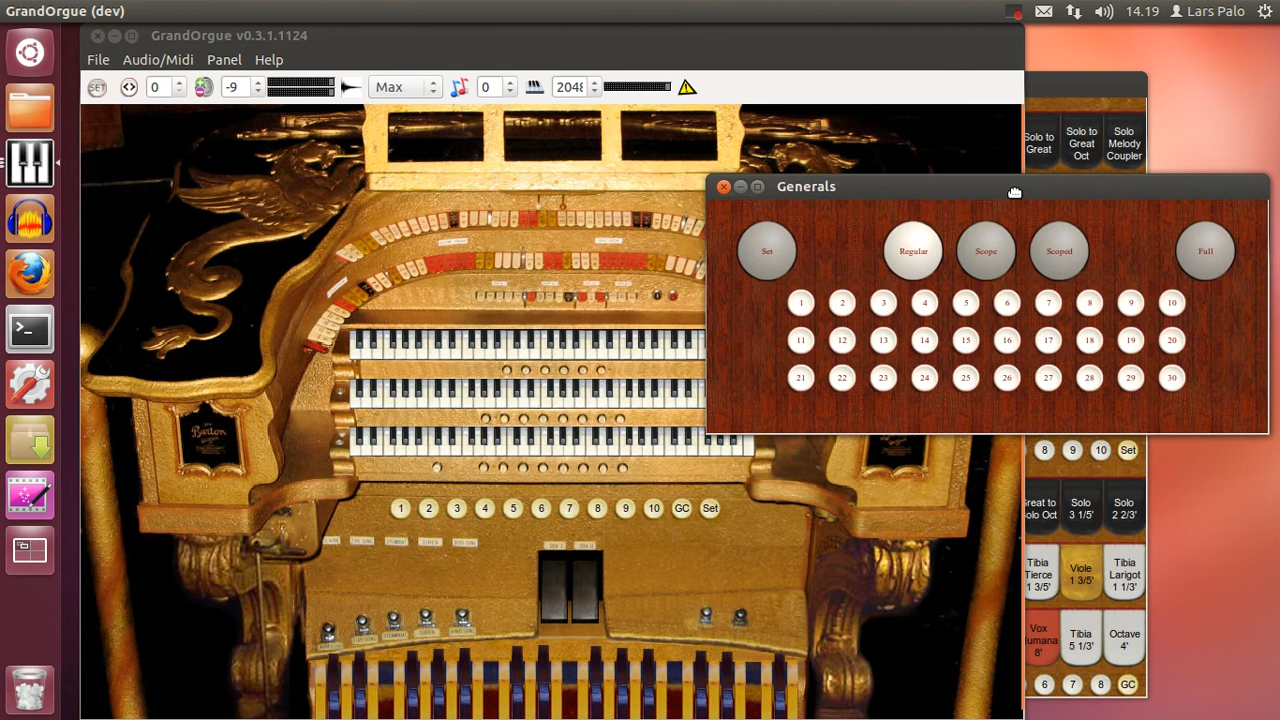 GrandOrgue (dev)
14.19 Lars Palo
GrandOrgue v0.3.1.1124
File Audio/Midi Panel Help
SET 0 -9 Max 0 2048
Solo to Great
Solo to Great Oct
Solo Melody Coupler
Generals
Set Regular Scope Scoped Full
1 2 3 4 5 6 7 8 9 10
11 12 13 14 15 16 17 18 19 20
21 22 23 24 25 26 27 28 29 30
Barton
8 9 10 Set
1 2 3 4 5 6 7 8 9 10 GC Set
Great to Solo Oct
Solo 3 1/5'
Solo 2 2/3'
Tibia Tierce 1 3/5'
Viole 1 3/5'
Tibia Larigot 1 1/3'
Vox Humana 8'
Tibia 5 1/3'
Octave 4'
6 7 8 GC